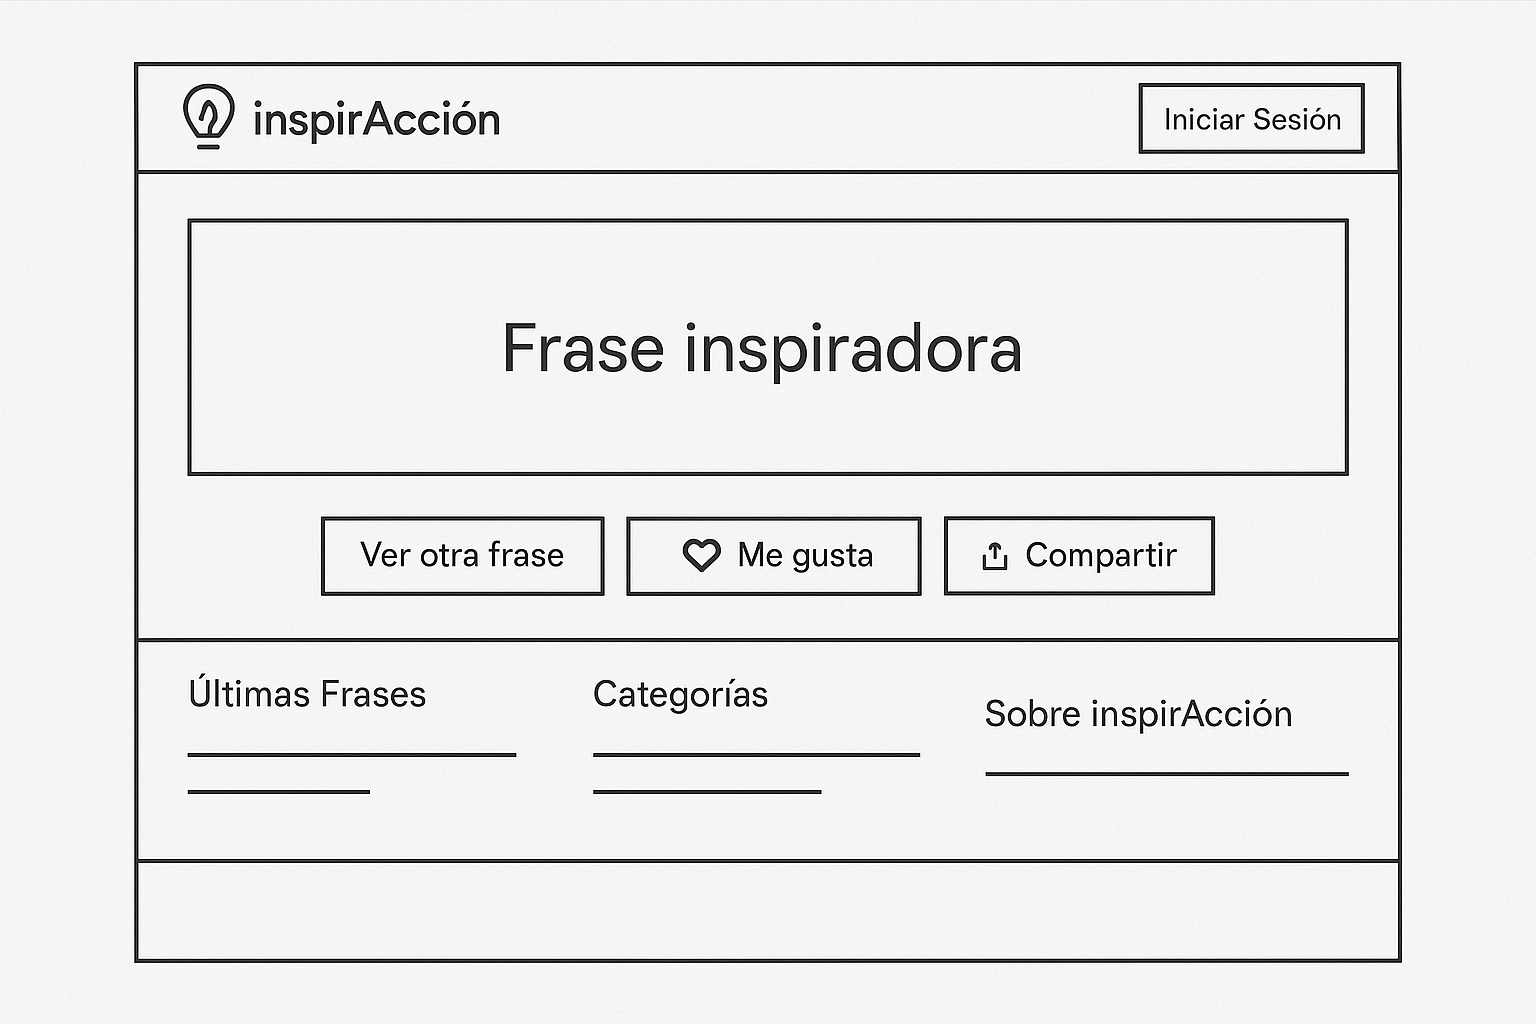 inspirAcción
Iniciar Sesión
Frase inspiradora
Ver otra frase
Me gusta
Compartir
Últimas Frases
Categorías
Sobre inspirAcción